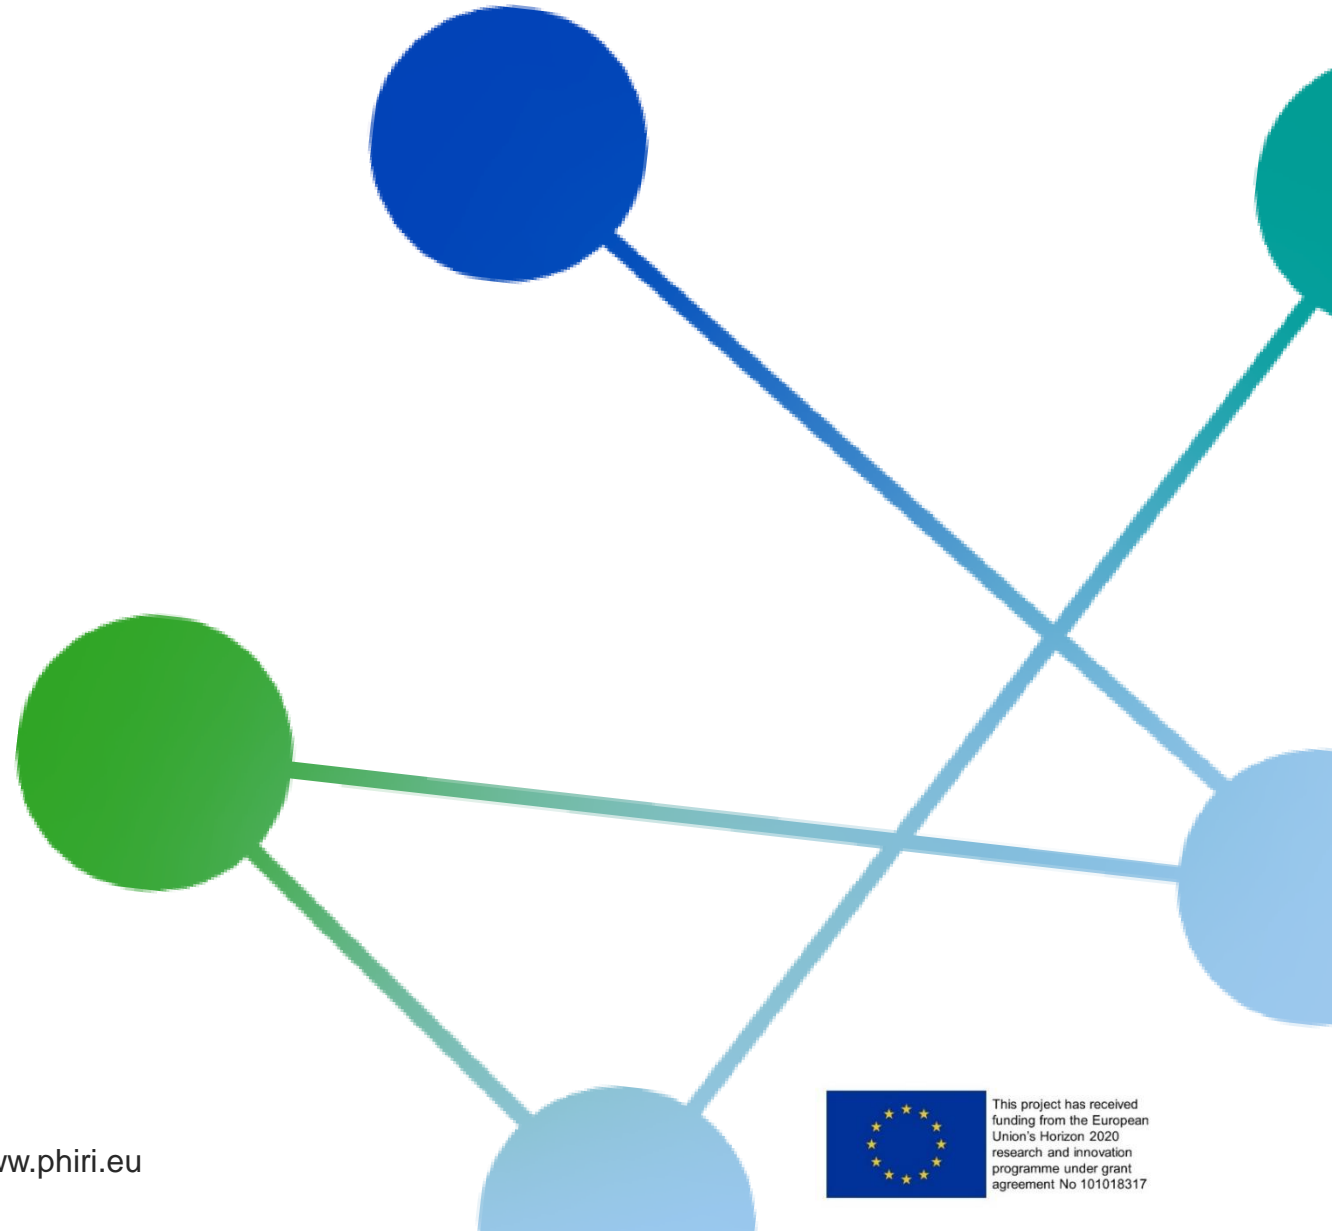 This project has received
funding from the European
Union's Horizon 2020
research and innovation
programme under grant
agreement No 101018317
w.phiri.eu